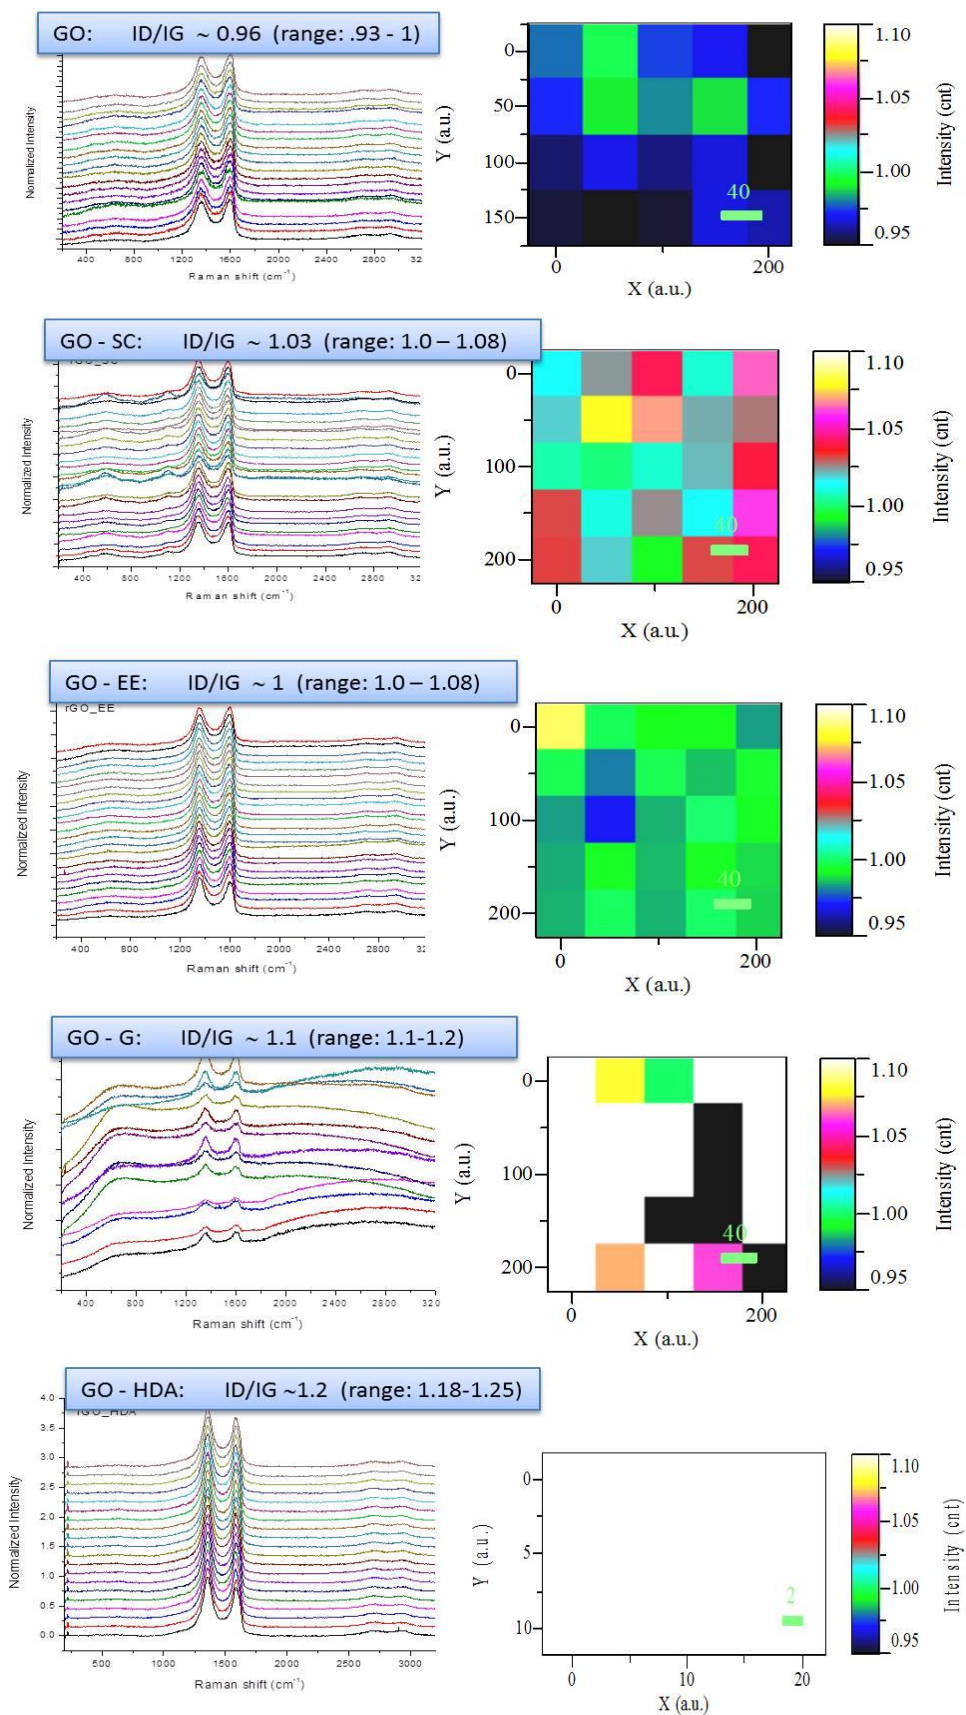 GO: ID/IG ~ 0.96 (range: .93 - 1)
Normalized Intensity
400 1200 1600 2000 2800 32
Raman shift (cm⁻¹)
0
50
100
150
Y (a.u.)
40
0 200
X (a.u.)
1.10
1.05
1.00
0.95
Intensity (cnt)
GO - SC: ID/IG ~ 1.03 (range: 1.0 – 1.08)
Normalized Intensity
400 800 1200 1600 2000 2400 2800 32
Raman shift (cm⁻¹)
0
100
200
Y (a.u.)
40
0 200
X (a.u.)
1.10
1.05
1.00
0.95
Intensity (cnt)
GO - EE: ID/IG ~ 1 (range: 1.0 – 1.08)
rGO_EE
Normalized Intensity
400 800 1200 1600 2000 2400 2800 32
Raman shift (cm⁻¹)
0
100
200
Y (a.u.)
40
0 200
X (a.u.)
1.10
1.05
1.00
0.95
Intensity (cnt)
GO - G: ID/IG ~ 1.1 (range: 1.1-1.2)
Normalized Intensity
400 800 1200 1600 2000 2400 2800 320
Raman shift (cm⁻¹)
0
100
200
Y (a.u.)
40
0 200
X (a.u.)
1.10
1.05
1.00
0.95
Intensity (cnt)
GO - HDA: ID/IG ~1.2 (range: 1.18-1.25)
rGO_HDA
4.0
3.5
3.0
2.5
2.0
1.5
1.0
0.5
0.0
Normalized Intensity
500 1000 1500 2000 2500 3000
Raman shift (cm⁻¹)
0
5
10
Y (a.u.)
2
0 10 20
X (a.u.)
1.10
1.05
1.00
0.95
Intensity (cnt)